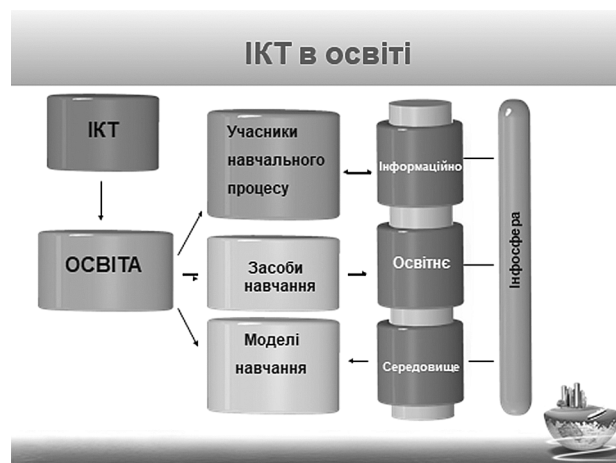 ІКТ в освіті
ІКТ
Учасники
навчального
процесу
Інформаційно
ОСВІТА
Засоби
навчання
Освітнє
Моделі
навчання
Середовище
Інфосфера